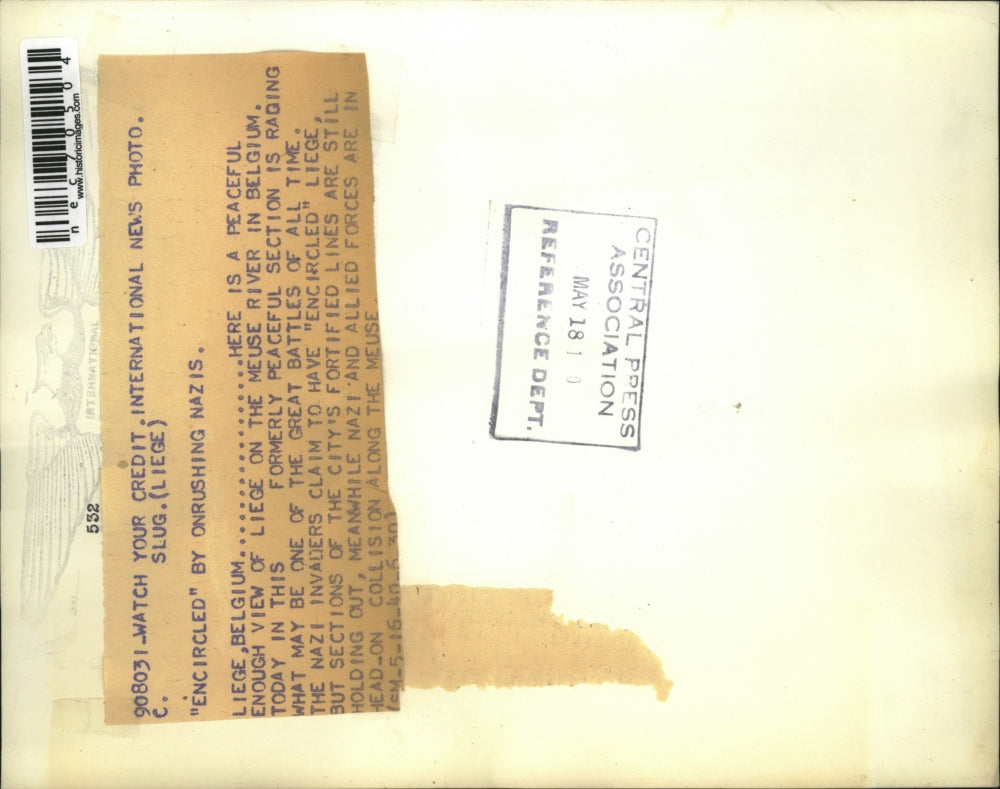 908031-WATCH YOUR CREDIT. INTERNATIONAL NEWS PHOTO.
C. SLUG.(LIEGE)
"ENCIRCLED" BY ONRUSHING NAZIS.
LIEGE,BELGIUM....................HERE IS A PEACEFUL
ENOUGH VIEW OF LIEGE ON THE MEUSE RIVER IN BELGIUM.
TODAY IN THIS FORMERLY PEACEFUL SECTION IS RAGING
WHAT MAY BE ONE OF THE GREAT BATTLES OF ALL TIME.
THE NAZI INVADERS CLAIM TO HAVE "ENCIRCLED" LIEGE,
BUT SECTIONS OF THE CITY'S FORTIFIED LINES ARE STILL
HOLDING OUT, MEANWHILE NAZI AND ALLIED FORCES ARE IN
HEAD-ON COLLISION ALONG THE MEUSE
532
INTERNATIONAL
necz0504
www.historicimages.com
CENTRAL PRESS
ASSOCIATION
MAY 18 1 0
REFERENCE DEPT.